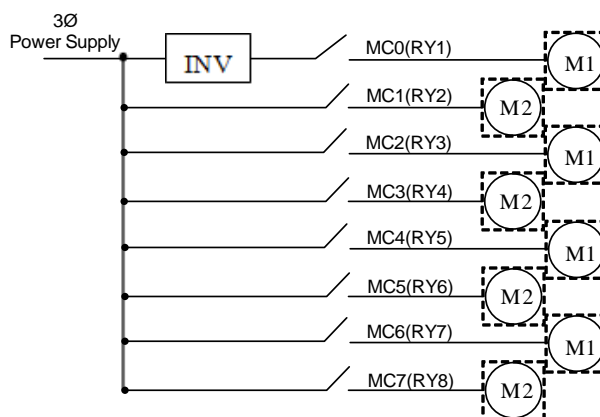 3Ø
Power Supply
INV
MC0(RY1)
M1
MC1(RY2)
M2
MC2(RY3)
M1
MC3(RY4)
M2
MC4(RY5)
M1
MC5(RY6)
M2
MC6(RY7)
M1
MC7(RY8)
M2